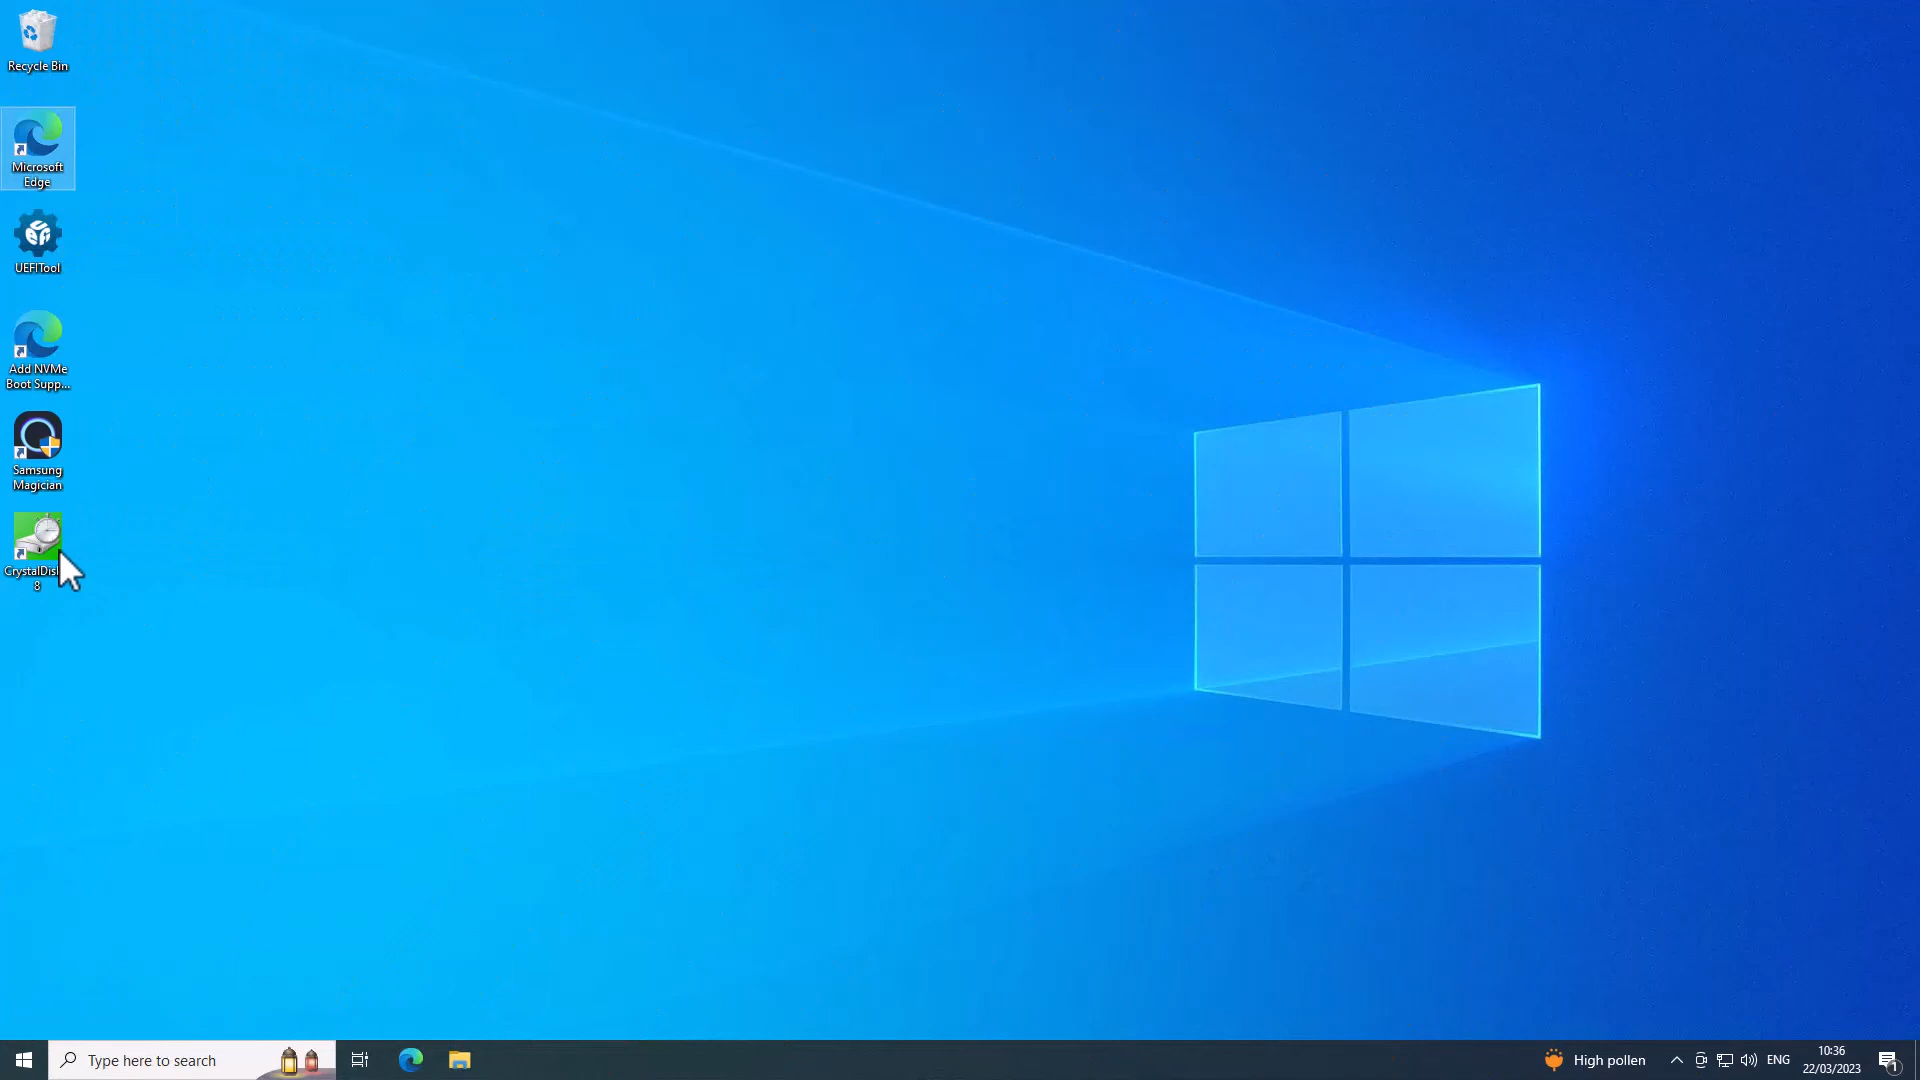 Recycle Bin
Microsoft
Edge
UEFITool
Add NVMe
Boot Supp...
Samsung
Magician
8
Type here to search
High pollen
ENG
10:36
22/03/2023
1